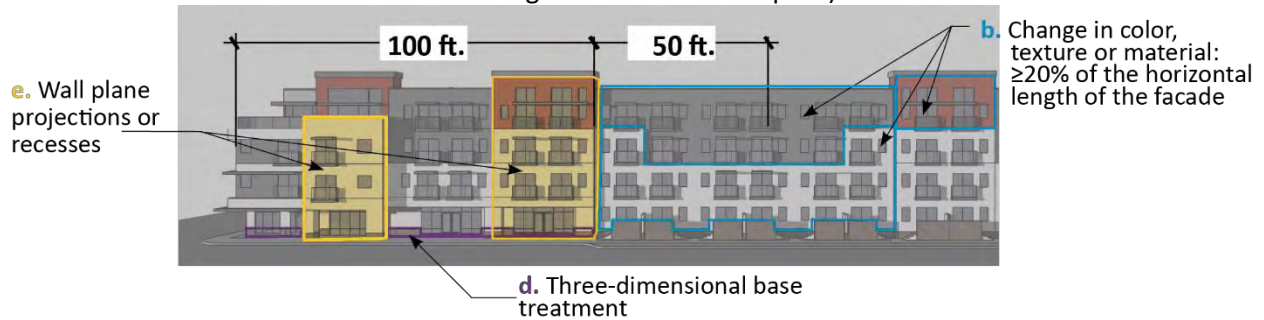 100 ft.
50 ft.
b. Change in color,
texture or material:
≥20% of the horizontal
length of the facade
e. Wall plane
projections or
recesses
d. Three-dimensional base
treatment